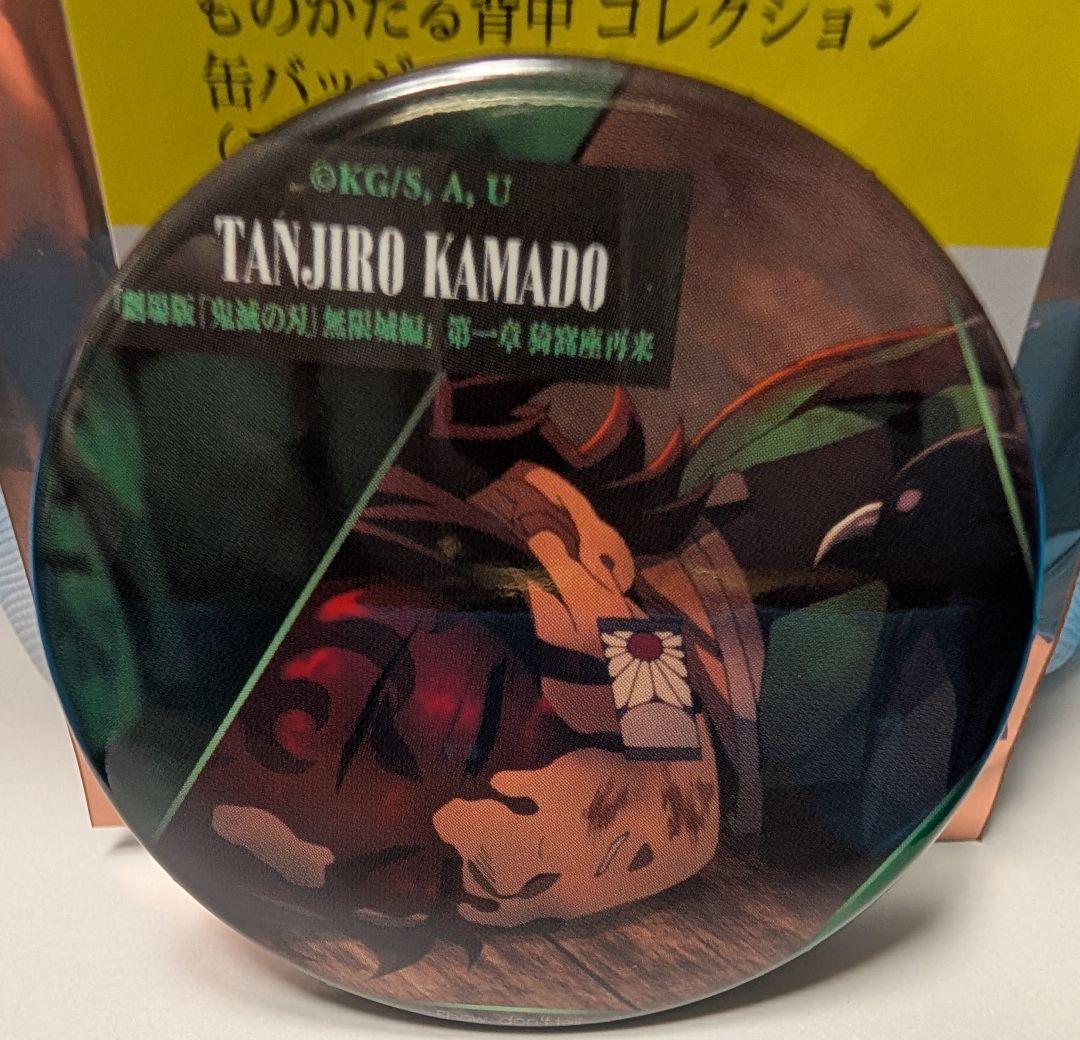 ものがたる背中 コレクション
缶バッジ
©KG/S, A, U
TANJIRO KAMADO
『劇場版「鬼滅の刃」無限城編』 第一章 猗窩座再来